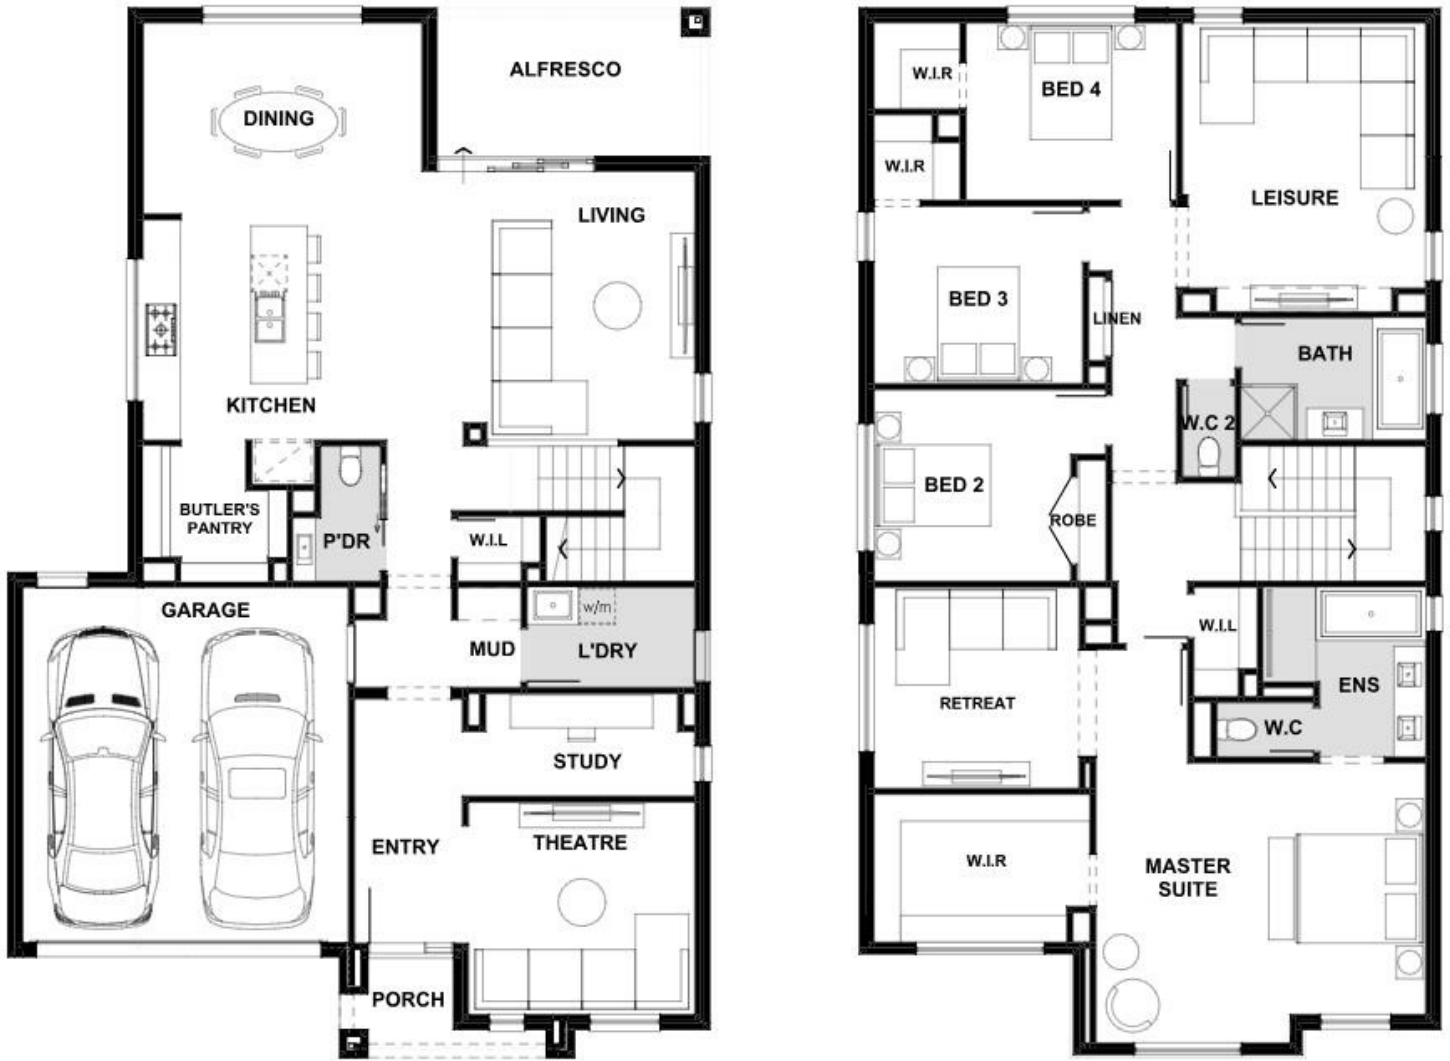 ALFRESCO
DINING
LIVING
KITCHEN
BUTLER'S
PANTRY
P'DR
W.I.L
GARAGE
w/m
MUD
L'DRY
STUDY
ENTRY
THEATRE
PORCH
W.I.R
BED 4
W.I.R
LEISURE
BED 3
LINEN
BATH
W.C 2
BED 2
ROBE
W.I.L
ENS
RETREAT
W.C
W.I.R
MASTER
SUITE